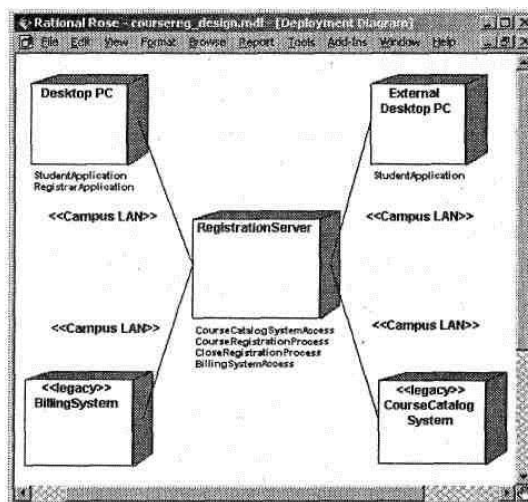 Rational Rose - coursereg_design.mdl - [Deployment Diagram]
File Edit View Format Browse Report Tools Add-Ins Window Help
Desktop PC
StudentApplication
RegistrarApplication
External
Desktop PC
StudentApplication
<<Campus LAN>>
<<Campus LAN>>
RegistrationServer
CourseCatalogSystemAccess
CourseRegistrationProcess
CloseRegistrationProcess
BillingSystemAccess
<<Campus LAN>>
<<Campus LAN>>
<<legacy>>
BillingSystem
<<legacy>>
CourseCatalog
System